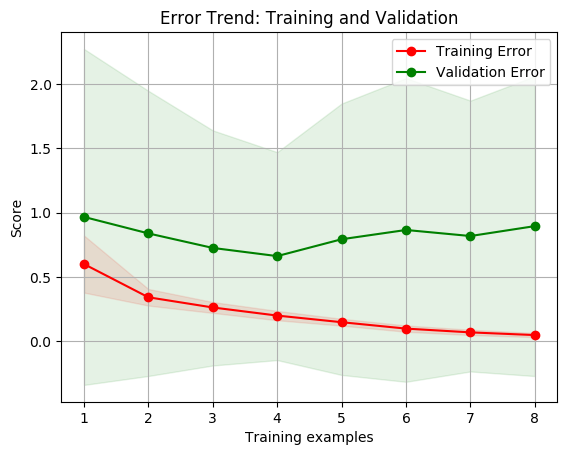 Error Trend: Training and Validation
Training Error
Validation Error
2.0
1.5
1.0
0.5
0.0
Score
1 2 3 4 5 6 7 8
Training examples